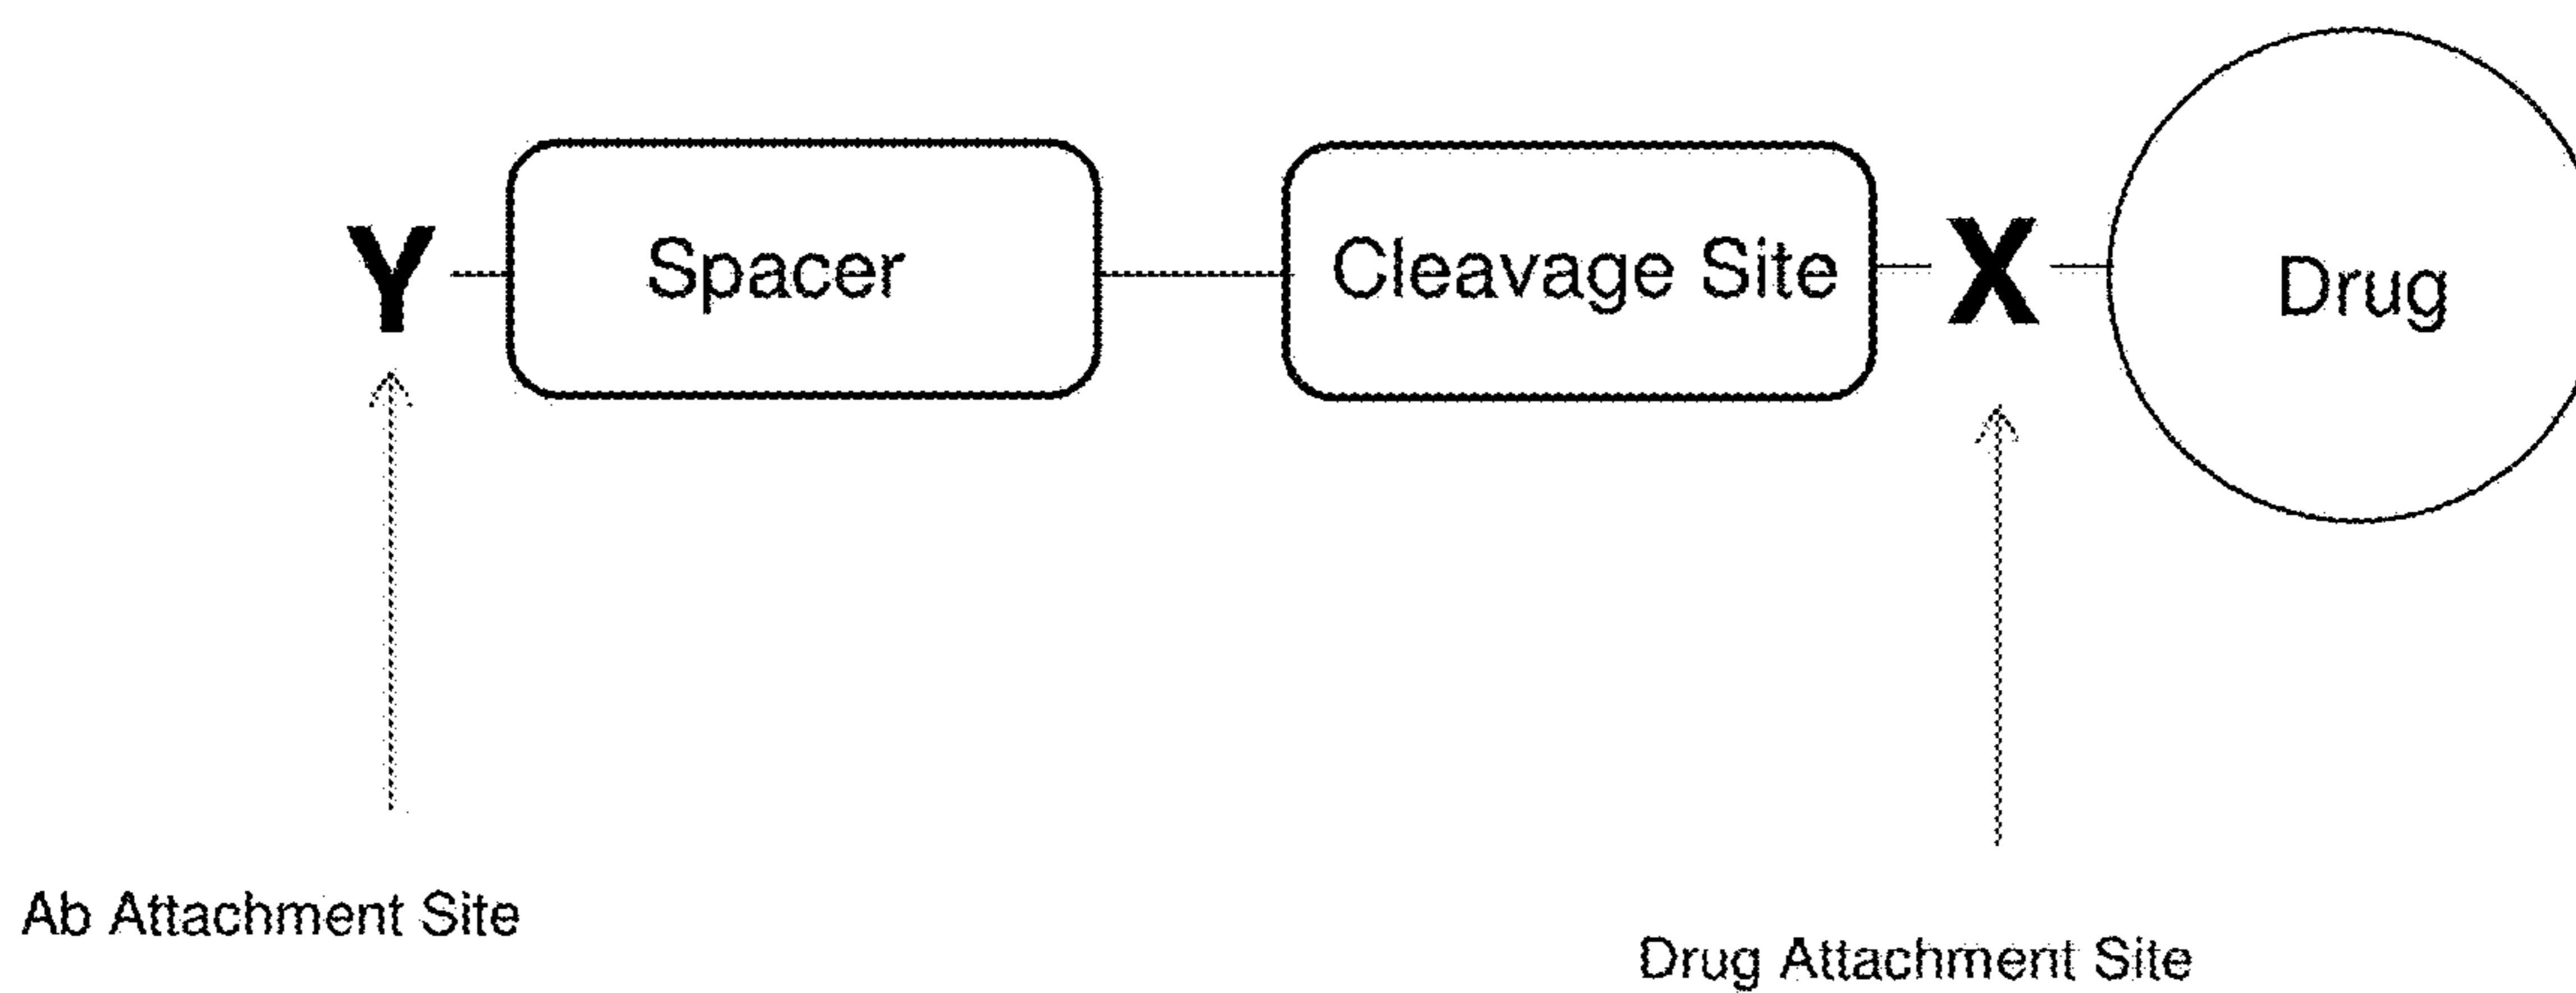 Y
Spacer
Cleavage Site
X
Drug
Ab Attachment Site
Drug Attachment Site